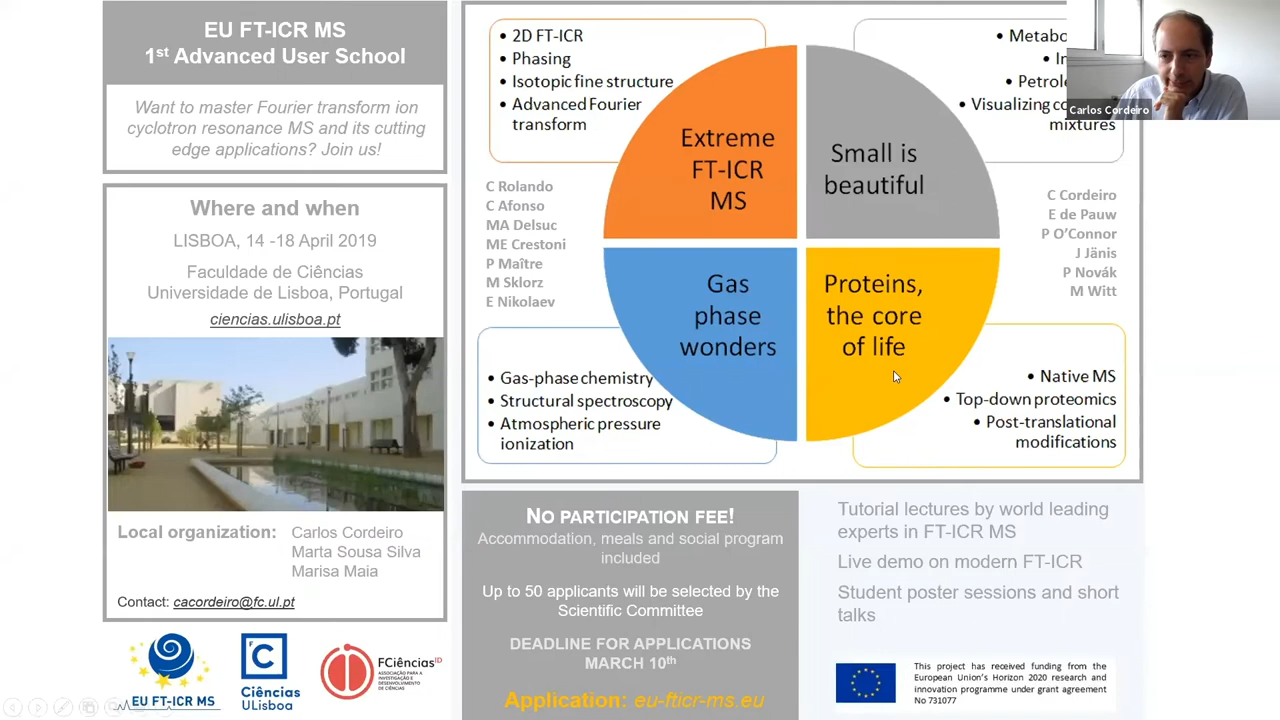 EU FT-ICR MS
1st Advanced User School
Want to master Fourier transform ion
cyclotron resonance MS and its cutting
edge applications? Join us!
Where and when
LISBOA, 14 -18 April 2019
Faculdade de Ciências
Universidade de Lisboa, Portugal
ciencias.ulisboa.pt
Local organization: Carlos Cordeiro
Marta Sousa Silva
Marisa Maia
Contact: cacordeiro@fc.ul.pt
EU FT-ICR MS
Ciências
ULisboa
FCiências ID
ASSOCIAÇÃO PARA A
INVESTIGAÇÃO E
DESENVOLVIMENTO
DE CIÊNCIAS
• 2D FT-ICR
• Phasing
• Isotopic fine structure
• Advanced Fourier
transform
C Rolando
C Afonso
MA Delsuc
ME Crestoni
P Maître
M Sklorz
E Nikolaev
• Gas-phase chemistry
• Structural spectroscopy
• Atmospheric pressure
ionization
Extreme
FT-ICR
MS
Small is
beautiful
Gas
phase
wonders
Proteins,
the core
of life
•
•
•
• Visualizing
mixtures
Carlos Cordeiro
C Cordeiro
E de Pauw
P O’Connor
J Jänis
P Novák
M Witt
• Native MS
• Top-down proteomics
• Post-translational
modifications
NO PARTICIPATION FEE!
Accommodation, meals and social program
included
Up to 50 applicants will be selected by the
Scientific Committee
DEADLINE FOR APPLICATIONS
MARCH 10th
Application: eu-fticr-ms.eu
Tutorial lectures by world leading
experts in FT-ICR MS
Live demo on modern FT-ICR
Student poster sessions and short
talks
This project has received funding from the
European Union’s Horizon 2020 research and
innovation programme under grant agreement
No 731077